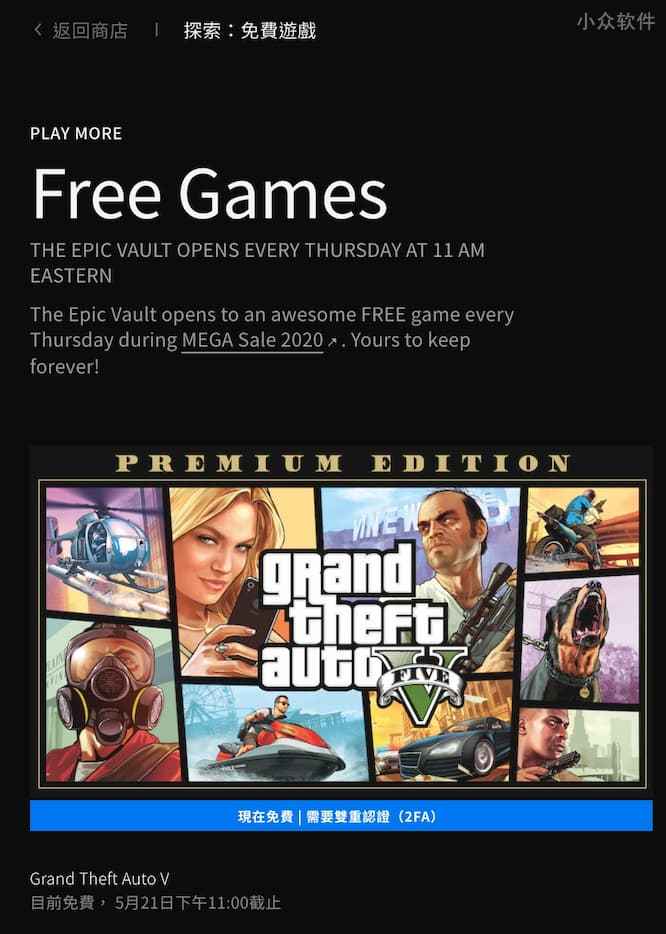 返回商店 | 探索：免費遊戲
小众软件
PLAY MORE
Free Games
THE EPIC VAULT OPENS EVERY THURSDAY AT 11 AM
EASTERN
The Epic Vault opens to an awesome FREE game every
Thursday during MEGA Sale 2020↗. Yours to keep
forever!
PREMIUM EDITION
VINEW
grand
theft
auto V
FIVE
現在免費 | 需要雙重認證（2FA）
Grand Theft Auto V
目前免費， 5月21日下午11:00截止